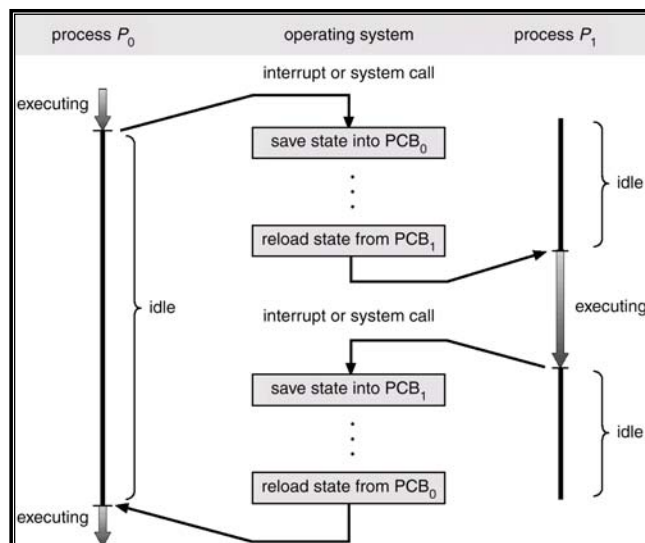 process P0 operating system process P1
interrupt or system call
executing
save state into PCB0
idle
reload state from PCB1
idle
interrupt or system call
executing
save state into PCB1
idle
reload state from PCB0
executing